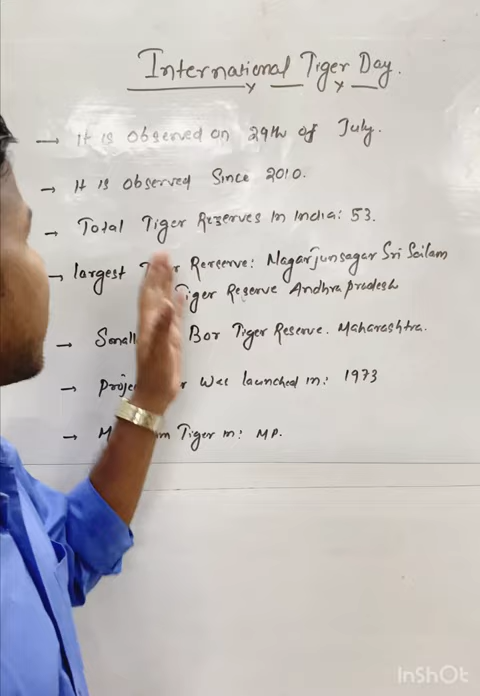 International Tiger Day.
→ It is observed on 29th of July.
→ It is observed Since 2010.
→ Total Tiger Reserves in India: 53.
→ largest Rererve: Nagarjunsagar Sri Sailam
Tiger Reserve Andhra pradesh
→ Bor Tiger Reserve. Maharashtra.
→ was launched in: 1973
→ Tiger in: MP.
InShOt